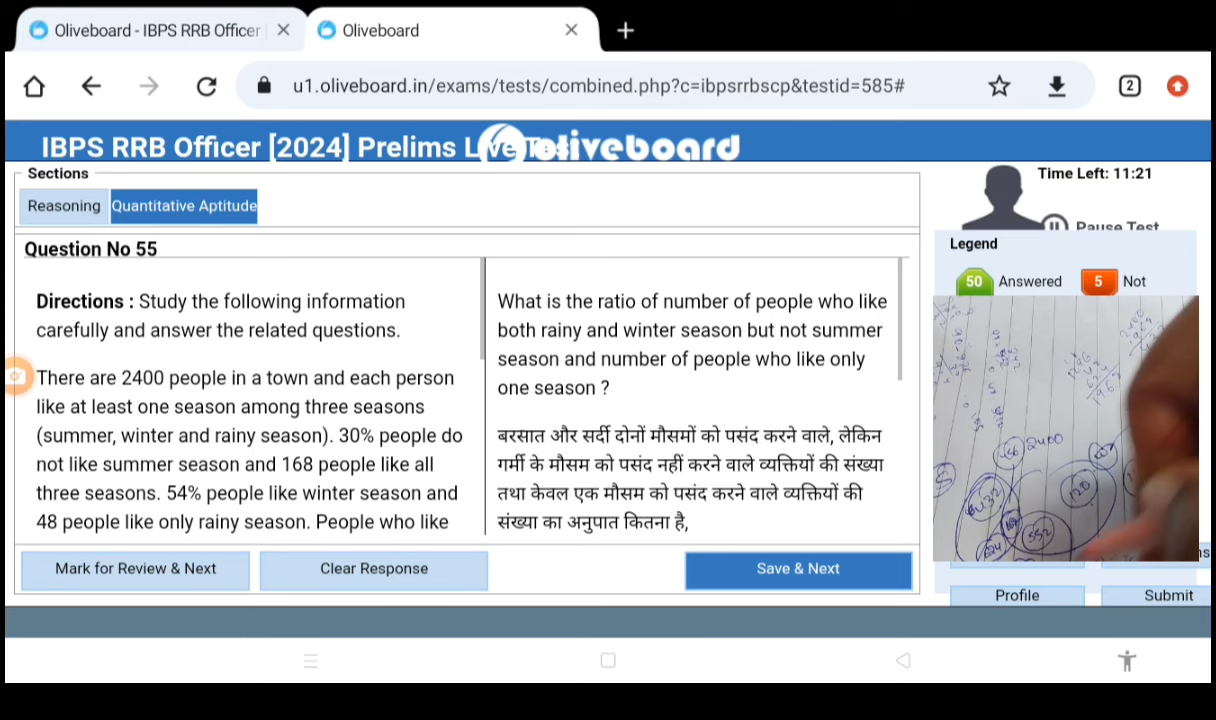 Oliveboard - IBPS RRB Officer
Oliveboard
u1.oliveboard.in/exams/tests/combined.php?c=ibpsrrbscp&testid=585#
2
IBPS RRB Officer [2024] Prelims Live Test
oliveboard
Sections
Reasoning
Quantitative Aptitude
Time Left: 11:21
Pause Test
Question No 55
Directions : Study the following information
carefully and answer the related questions.
There are 2400 people in a town and each person
like at least one season among three seasons
(summer, winter and rainy season). 30% people do
not like summer season and 168 people like all
three seasons. 54% people like winter season and
48 people like only rainy season. People who like
What is the ratio of number of people who like
both rainy and winter season but not summer
season and number of people who like only
one season ?
बरसात और सर्दी दोनों मौसमों को पसंद करने वाले, लेकिन
गर्मी के मौसम को पसंद नहीं करने वाले व्यक्तियों की संख्या
तथा केवल एक मौसम को पसंद करने वाले व्यक्तियों की
संख्या का अनुपात कितना है,
Legend
50 Answered 5 Not
2400
120
552
Mark for Review & Next
Clear Response
Save & Next
Profile
Submit